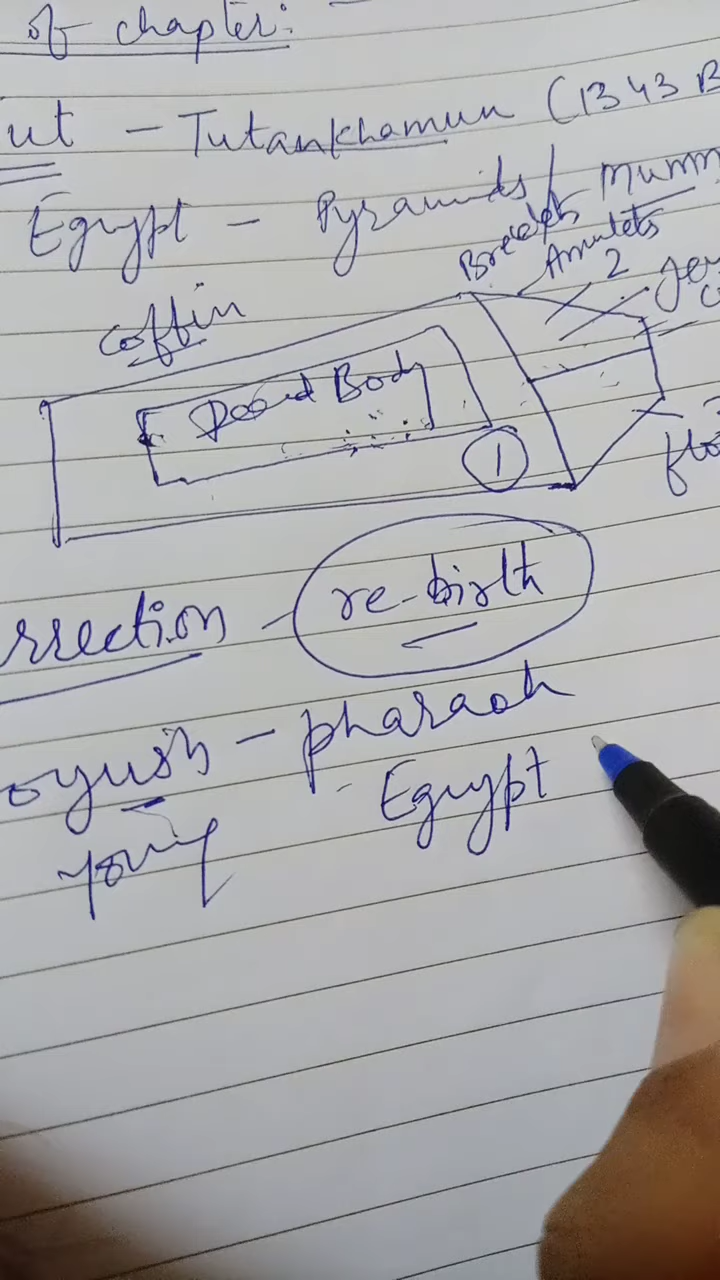 of chapter:
ut - Tutankhamun (1343 B
Egypt - Pyramids/ Mumm
Amulets
coffin
2
Dead Body
1
rrection - re-birth
oyish - pharaoh
young
Egypt